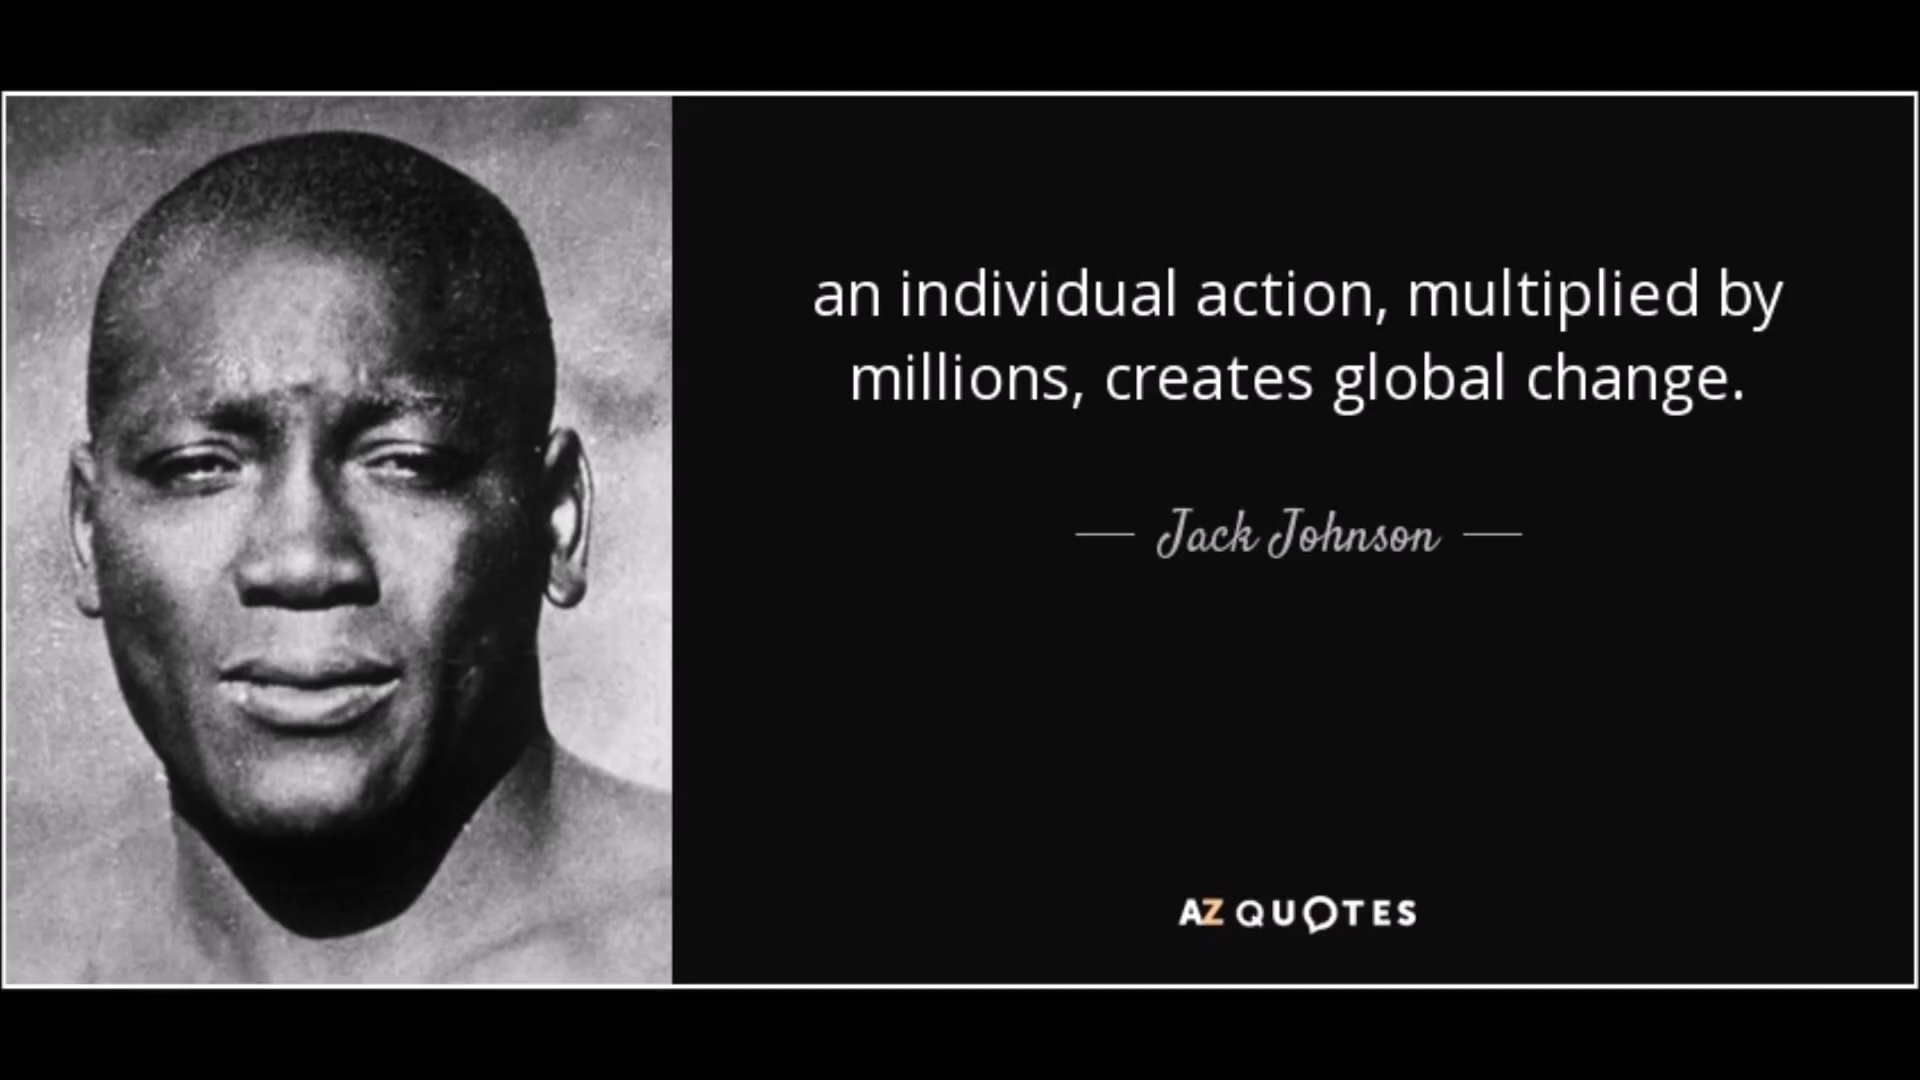 an individual action, multiplied by
millions, creates global change.
Jack Johnson
AZ QUOTES